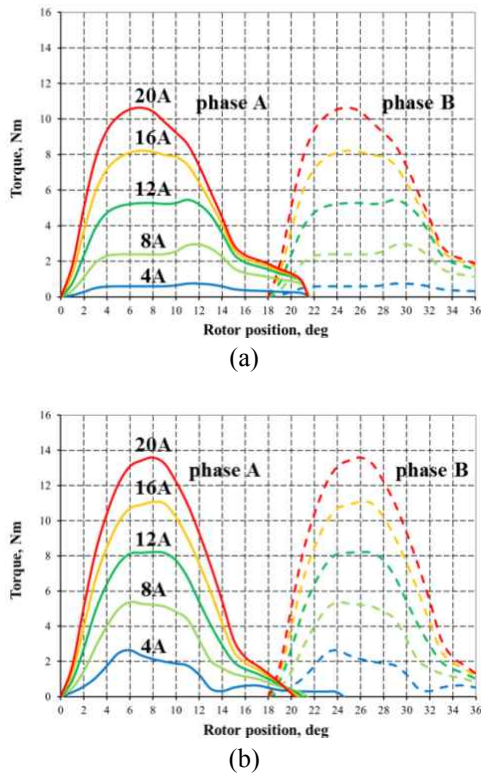 16
14
12
10
8
6
4
2
0
Torque, Nm
20A
phase A
phase B
16A
12A
8A
4A
0 2 4 6 8 10 12 14 16 18 20 22 24 26 28 30 32 34 36
Rotor position, deg
(a)
16
14
12
10
8
6
4
2
0
Torque, Nm
20A
phase A
phase B
16A
12A
8A
4A
0 2 4 6 8 10 12 14 16 18 20 22 24 26 28 30 32 34 36
Rotor position, deg
(b)